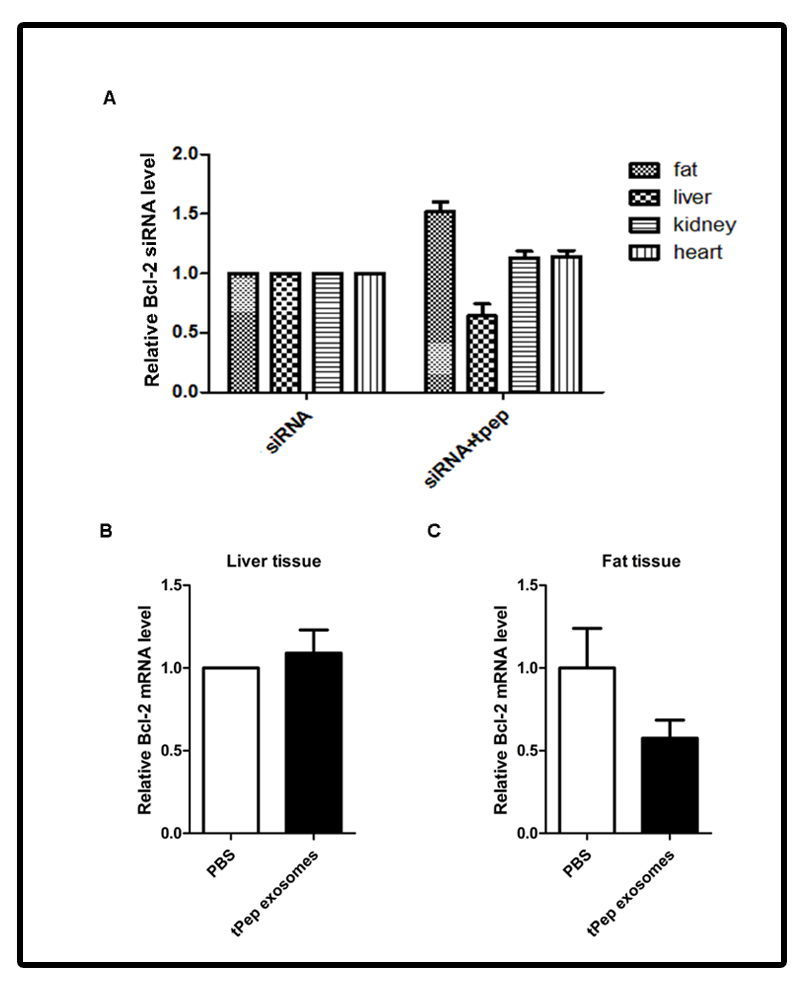 A
Relative Bcl-2 siRNA level
2.0
1.5
1.0
0.5
0.0
siRNA
siRNA+tpep
fat
liver
kidney
heart
B
Liver tissue
Relative Bcl-2 mRNA level
1.5
1.0
0.5
0.0
PBS
tPep exosomes
C
Fat tissue
Relative Bcl-2 mRNA level
1.5
1.0
0.5
0.0
PBS
tPep exosomes